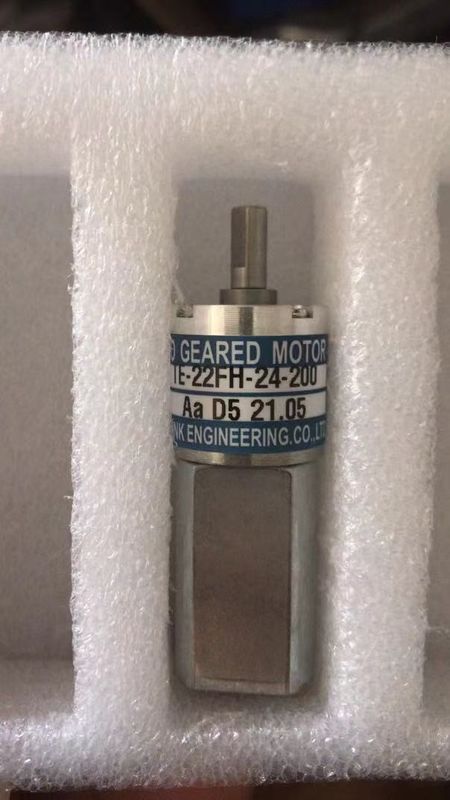 GEARED MOTOR
TE-22FH-24-200
Aa D5 21.05
ENGINEERING.CO.,LTD